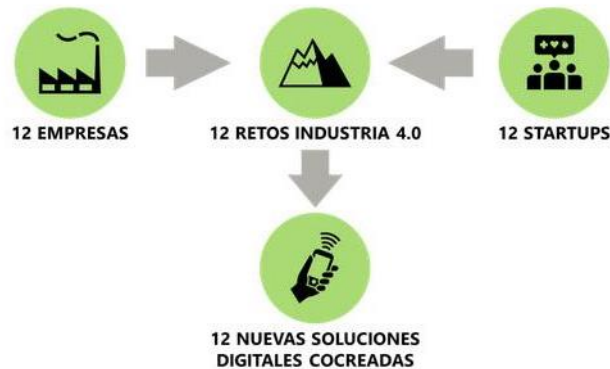 12 EMPRESAS
12 RETOS INDUSTRIA 4.0
12 STARTUPS
12 NUEVAS SOLUCIONES
DIGITALES COCREADAS